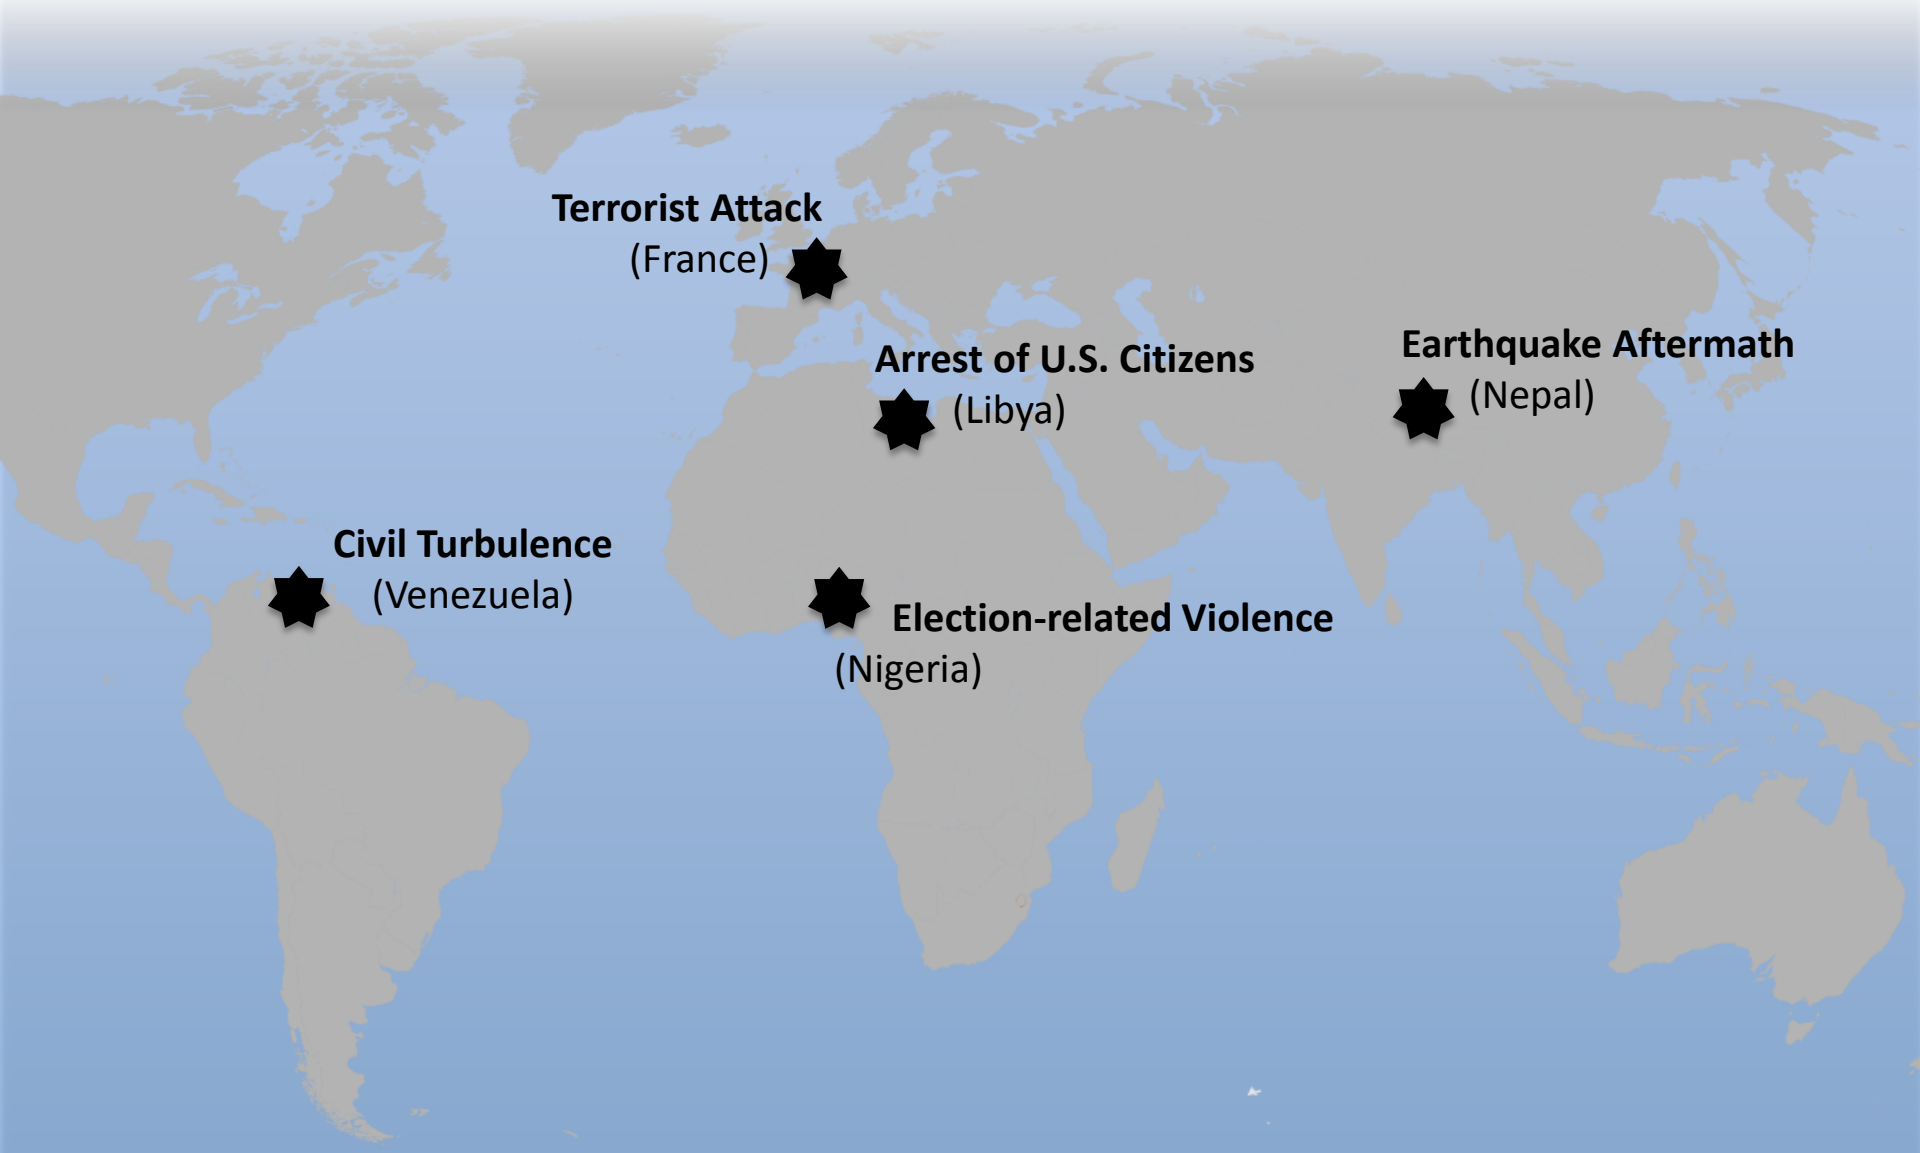 Terrorist Attack
(France)
Arrest of U.S. Citizens
(Libya)
Earthquake Aftermath
(Nepal)
Civil Turbulence
(Venezuela)
Election-related Violence
(Nigeria)